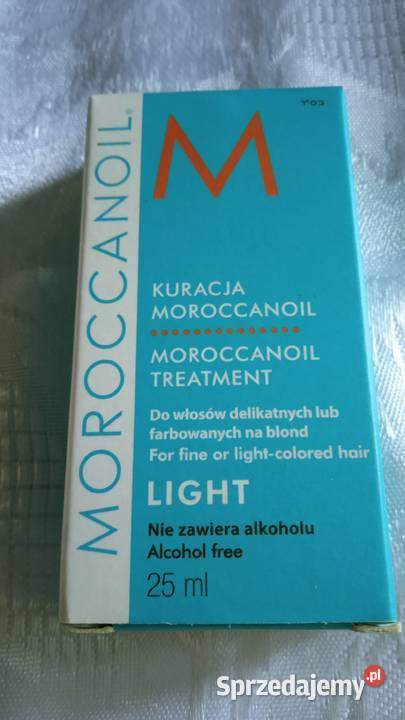 MOROCCANOIL®
M
KURACJA
MOROCCANOIL
MOROCCANOIL
TREATMENT
Do włosów delikatnych lub
farbowanych na blond
For fine or light-colored hair
LIGHT
Nie zawiera alkoholu
Alcohol free
25 ml
Sprzedajemy.pl